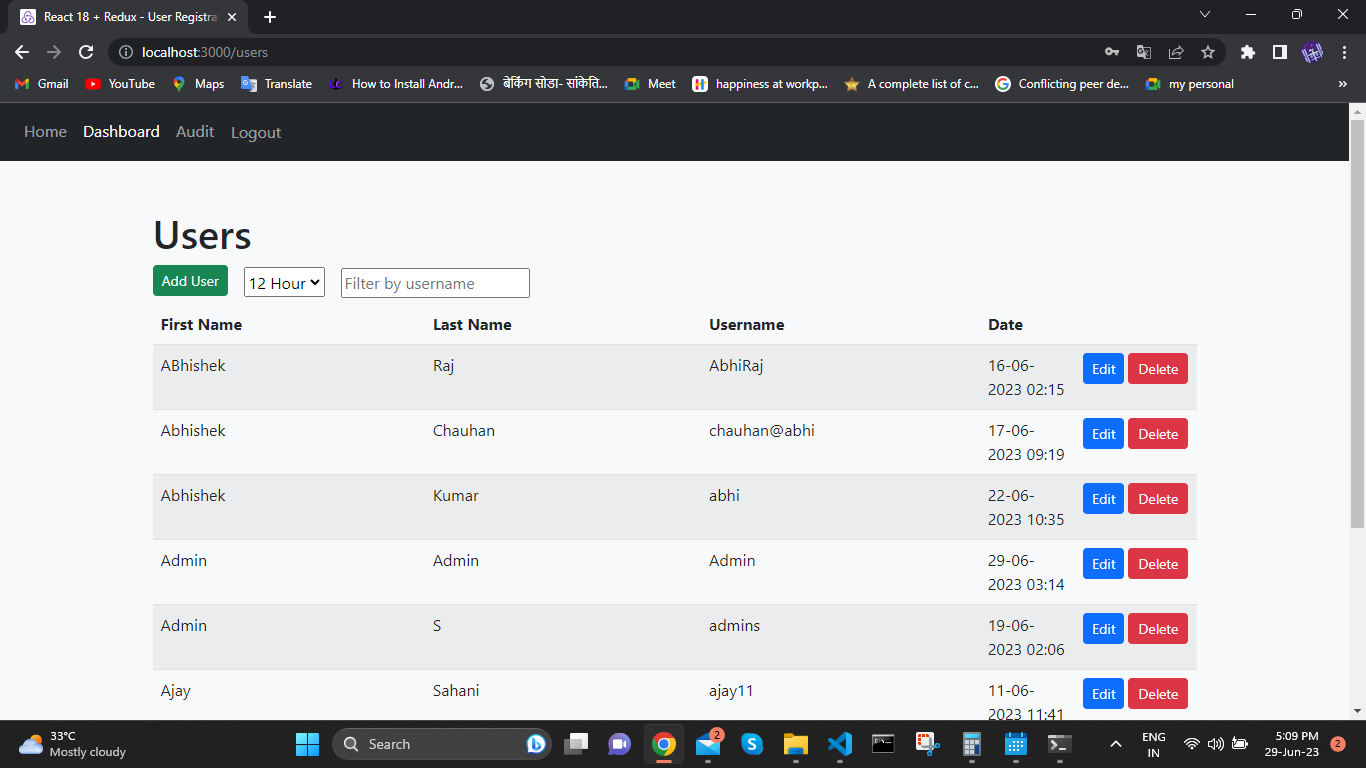 React 18 + Redux - User Registra
localhost:3000/users
Gmail
YouTube
Maps
Translate
How to Install Andr...
बेकिंग सोडा- सांकेति...
Meet
happiness at workp...
A complete list of c...
Conflicting peer de...
my personal
Home Dashboard Audit Logout
Users
Add User 12 Hour Filter by username
First Name Last Name Username Date
ABhishek Raj AbhiRaj 16-06-
2023 02:15 Edit Delete
Abhishek Chauhan chauhan@abhi 17-06-
2023 09:19 Edit Delete
Abhishek Kumar abhi 22-06-
2023 10:35 Edit Delete
Admin Admin Admin 29-06-
2023 03:14 Edit Delete
Admin S admins 19-06-
2023 02:06 Edit Delete
Ajay Sahani ajay11 11-06-
2023 11:41 Edit Delete
33°C
Mostly cloudy
Search
2
ENG
IN
5:09 PM
29-Jun-23
2